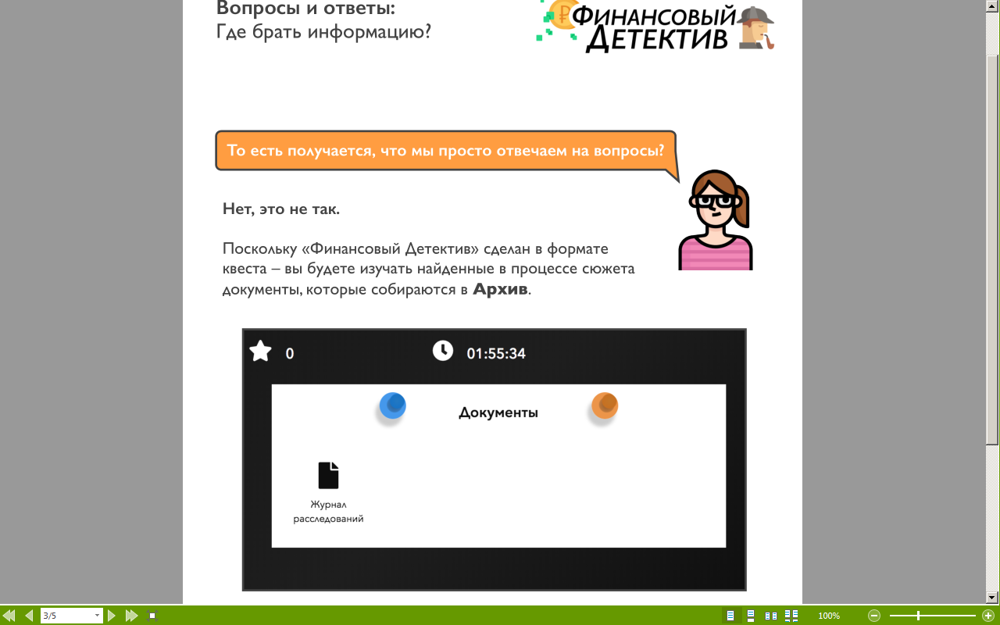 Вопросы и ответы:
Где брать информацию?
ФИНАНСОВЫЙ
ДЕТЕКТИВ
То есть получается, что мы просто отвечаем на вопросы?
Нет, это не так.
Поскольку «Финансовый Детектив» сделан в формате
квеста – вы будете изучать найденные в процессе сюжета
документы, которые собираются в Архив.
0
01:55:34
Документы
Журнал
расследований
3/5
100%